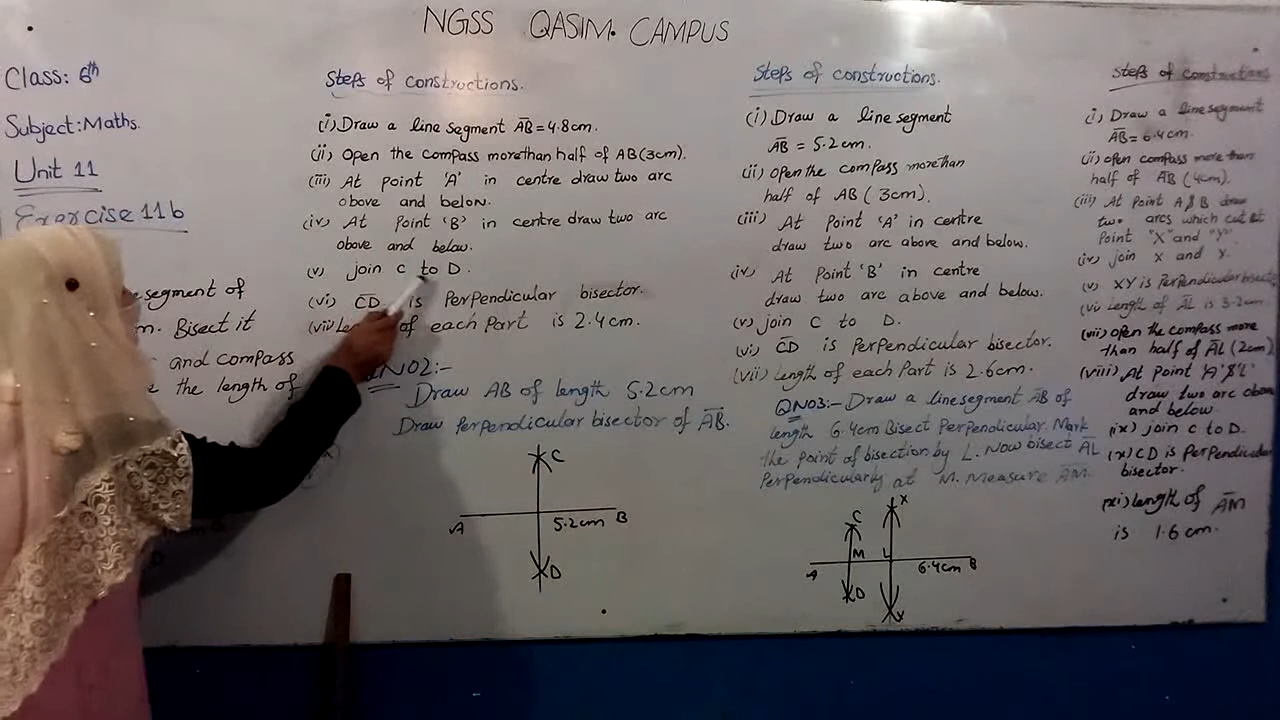 NGSS QASIM CAMPUS
Class: 6th
Subject: Maths.
Unit 11
Exercise 11b
segment of
m. Bisect it
and compass
the length of
Steps of constructions.
(i) Draw a line segment AB = 4.8cm.
(ii) Open the compass more than half of AB (3cm).
(iii) At point 'A' in centre draw two arc
above and below.
(iv) At Point 'B' in centre draw two arc
above and below.
(v) join C to D.
(vi) CD is Perpendicular bisector.
(vii) Le of each Part is 2.4cm.
NO2:-
Draw AB of length 5.2cm
Draw Perpendicular bisector of AB.
C
A 5.2cm B
D
Steps of constructions.
(i) Draw a line segment
AB = 5.2cm.
(ii) open the compass more than
half of AB (3cm).
(iii) At Point 'A' in centre
draw two arc above and below.
(iv) At Point 'B' in centre
draw two arc above and below.
(v) join C to D.
(vi) CD is Perpendicular bisector.
(vii) length of each Part is 2.6cm.
QNO3:- Draw a line segment AB of
length 6.4cm Bisect Perpendicular. Mark
the point of bisection by L. Now bisect AL
Perpendicularly at M. Measure AM.
C X
M L
A 6.4cm B
D Y
Steps of constructions
(i) Draw a line segment
AB = 6.4cm.
(ii) open compass more than
half of AB (4cm).
(iii) At Point A & B draw
two arcs which cut at
Point "X" and "Y".
(iv) join X and Y.
(v) XY is Perpendicular
(vi) Length of AL is 3.2cm
(vii) open the compass more
than half of AL (2cm)
(viii) At point 'A' & 'L'
draw two arc above
and below.
(ix) join C to D.
(x) CD is Perpendicular
bisector.
(xi) length of AM
is 1.6cm.